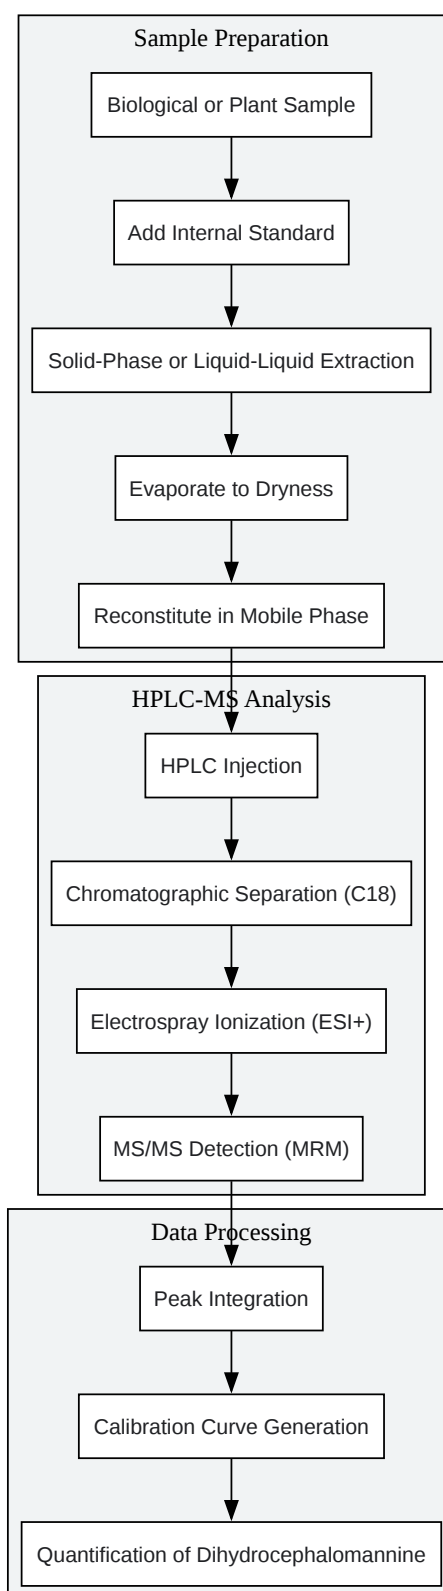 Sample Preparation
Biological or Plant Sample
Add Internal Standard
Solid-Phase or Liquid-Liquid Extraction
Evaporate to Dryness
Reconstitute in Mobile Phase
HPLC-MS Analysis
HPLC Injection
Chromatographic Separation (C18)
Electrospray Ionization (ESI+)
MS/MS Detection (MRM)
Data Processing
Peak Integration
Calibration Curve Generation
Quantification of Dihydrocephalomannine